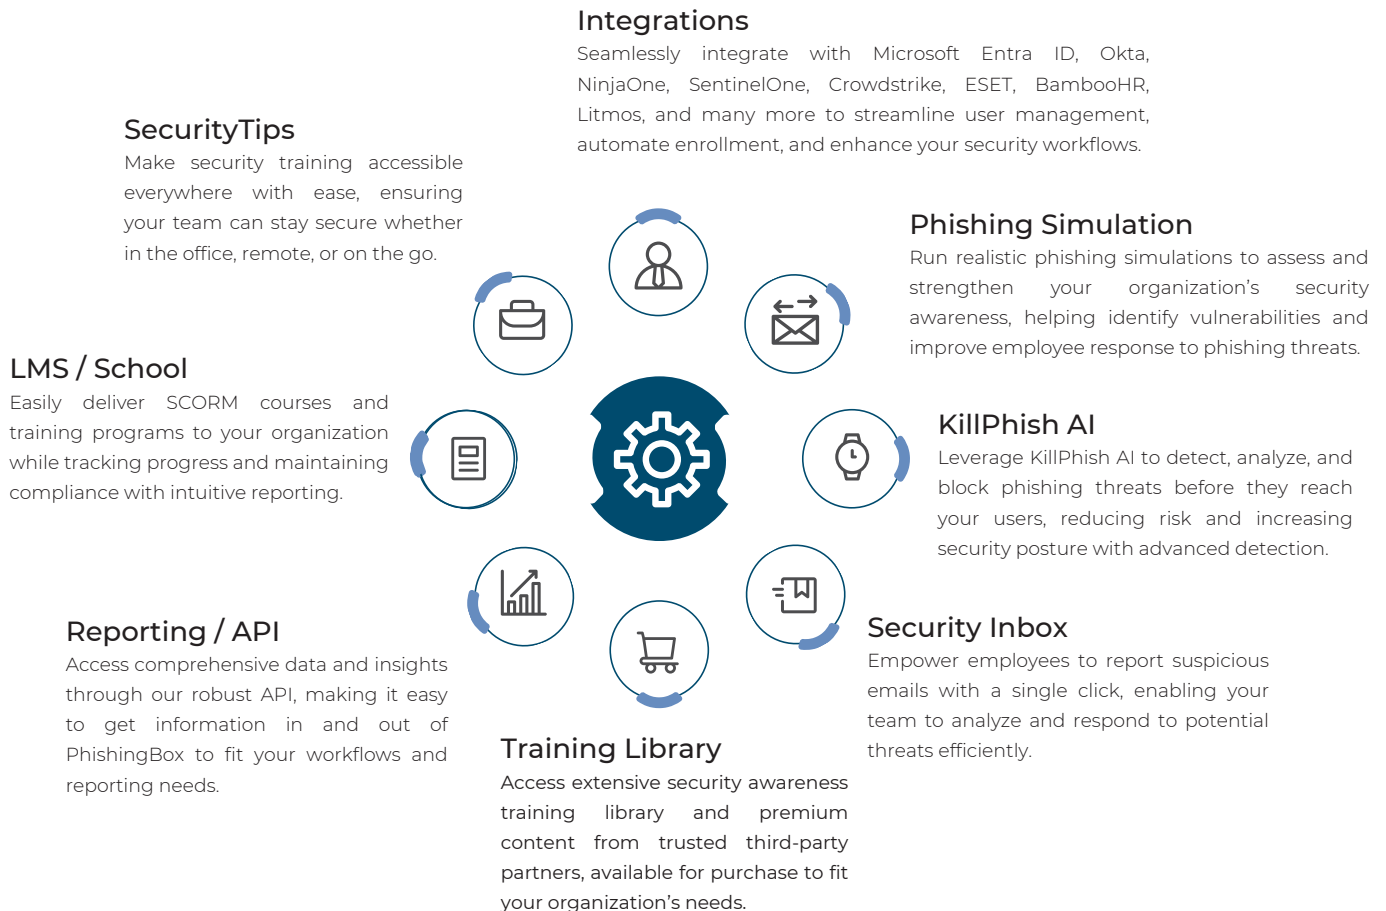 Integrations
Seamlessly integrate with Microsoft Entra ID, Okta,
NinjaOne, SentinelOne, Crowdstrike, ESET, BambooHR,
Litmos, and many more to streamline user management,
automate enrollment, and enhance your security workflows.
SecurityTips
Make security training accessible
everywhere with ease, ensuring
your team can stay secure whether
in the office, remote, or on the go.
Phishing Simulation
Run realistic phishing simulations to assess and
strengthen your organization’s security
awareness, helping identify vulnerabilities and
improve employee response to phishing threats.
LMS / School
Easily deliver SCORM courses and
training programs to your organization
while tracking progress and maintaining
compliance with intuitive reporting.
KillPhish AI
Leverage KillPhish AI to detect, analyze, and
block phishing threats before they reach
your users, reducing risk and increasing
security posture with advanced detection.
Reporting / API
Access comprehensive data and insights
through our robust API, making it easy
to get information in and out of
PhishingBox to fit your workflows and
reporting needs.
Security Inbox
Empower employees to report suspicious
emails with a single click, enabling your
team to analyze and respond to potential
threats efficiently.
Training Library
Access extensive security awareness
training library and premium
content from trusted third-party
partners, available for purchase to fit
your organization’s needs.